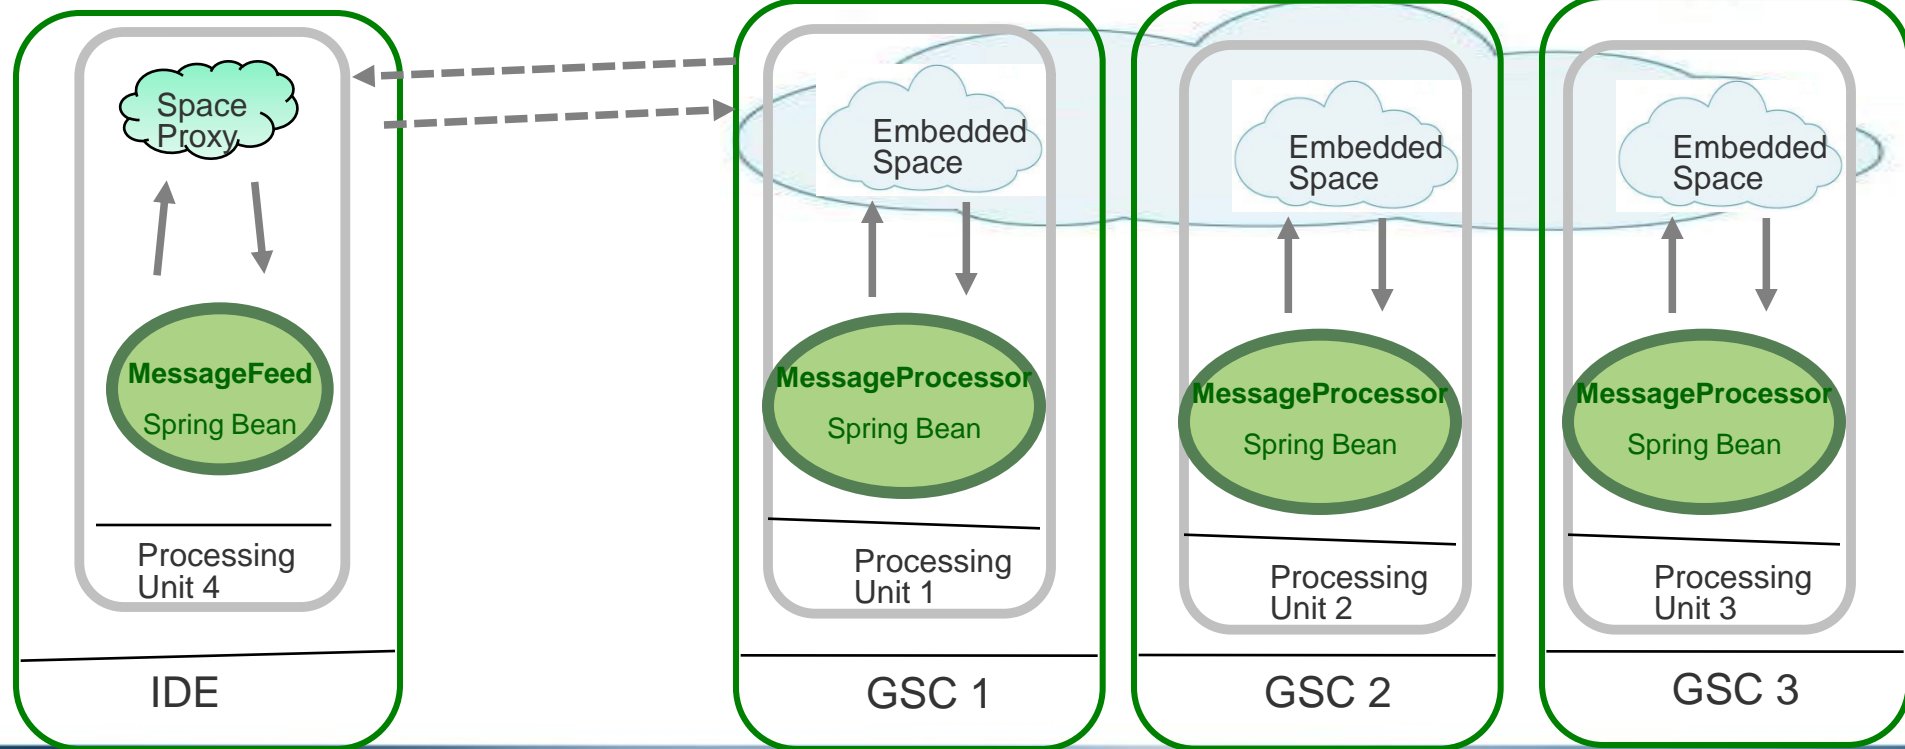 Space
Proxy
MessageFeed
Spring Bean
Processing
Unit 4
IDE
Embedded
Space
MessageProcessor
Spring Bean
Processing
Unit 1
GSC 1
Embedded
Space
MessageProcessor
Spring Bean
Processing
Unit 2
GSC 2
Embedded
Space
MessageProcessor
Spring Bean
Processing
Unit 3
GSC 3